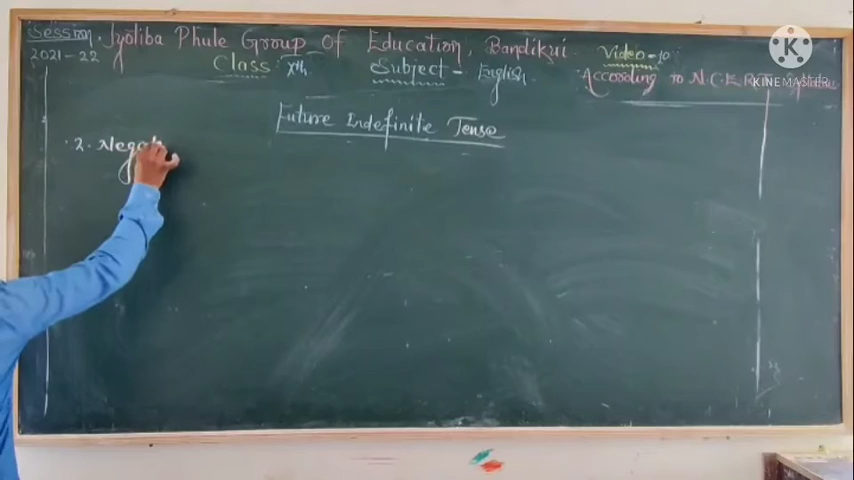 Session. Jyotiba Phule Group Of Education, Bandikui.
2021-22 Class Xth Subject - English.
Video - 10
According to N.C.E.R.T.
Future Indefinite Tense
2. Negati
KINEMASTER